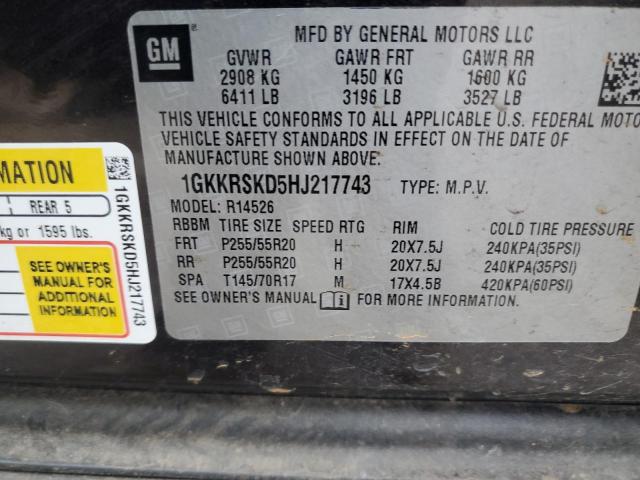 GM
MFD BY GENERAL MOTORS LLC
GVWR GAWR FRT GAWR RR
2908 KG 1450 KG 1600 KG
6411 LB 3196 LB 3527 LB
THIS VEHICLE CONFORMS TO ALL APPLICABLE U.S. FEDERAL MOTO
VEHICLE SAFETY STANDARDS IN EFFECT ON THE DATE OF
MANUFACTURE SHOWN ABOVE:
1GKKRSKD5HJ217743 TYPE: M.P.V.
MODEL: R14526
RBBM TIRE SIZE SPEED RTG RIM COLD TIRE PRESSURE
FRT P255/55R20 H 20X7.5J 240KPA(35PSI)
RR P255/55R20 H 20X7.5J 240KPA(35PSI)
SPA T145/70R17 M 17X4.5B 420KPA(60PSI)
SEE OWNER'S MANUAL i FOR MORE INFORMATION.
MATION
REAR 5
kg or 1595 lbs.
SEE OWNER'S
MANUAL FOR
ADDITIONAL
INFORMATION
1GKKRSKD5HJ217743